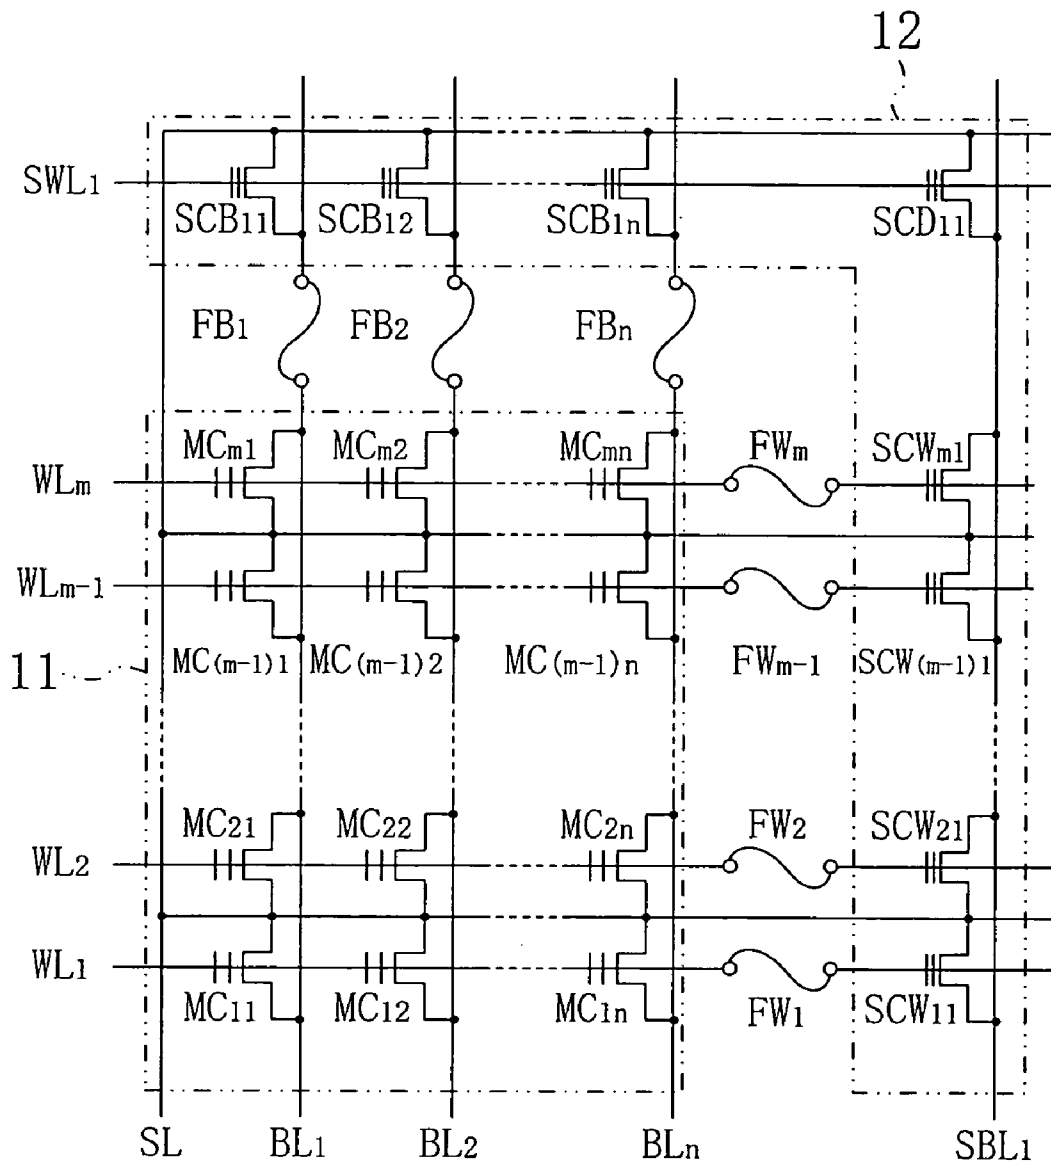 12
SWL1
SCB11 SCB12 SCB1n SCD11
FB1 FB2 FBn
MCm1 MCm2 MCmn FWm SCWm1
WLm
WLm-1
11 MC(m-1)1 MC(m-1)2 MC(m-1)n FWm-1 SCW(m-1)1
MC21 MC22 MC2n FW2 SCW21
WL2
WL1
MC11 MC12 MC1n FW1 SCW11
SL BL1 BL2 BLn SBL1